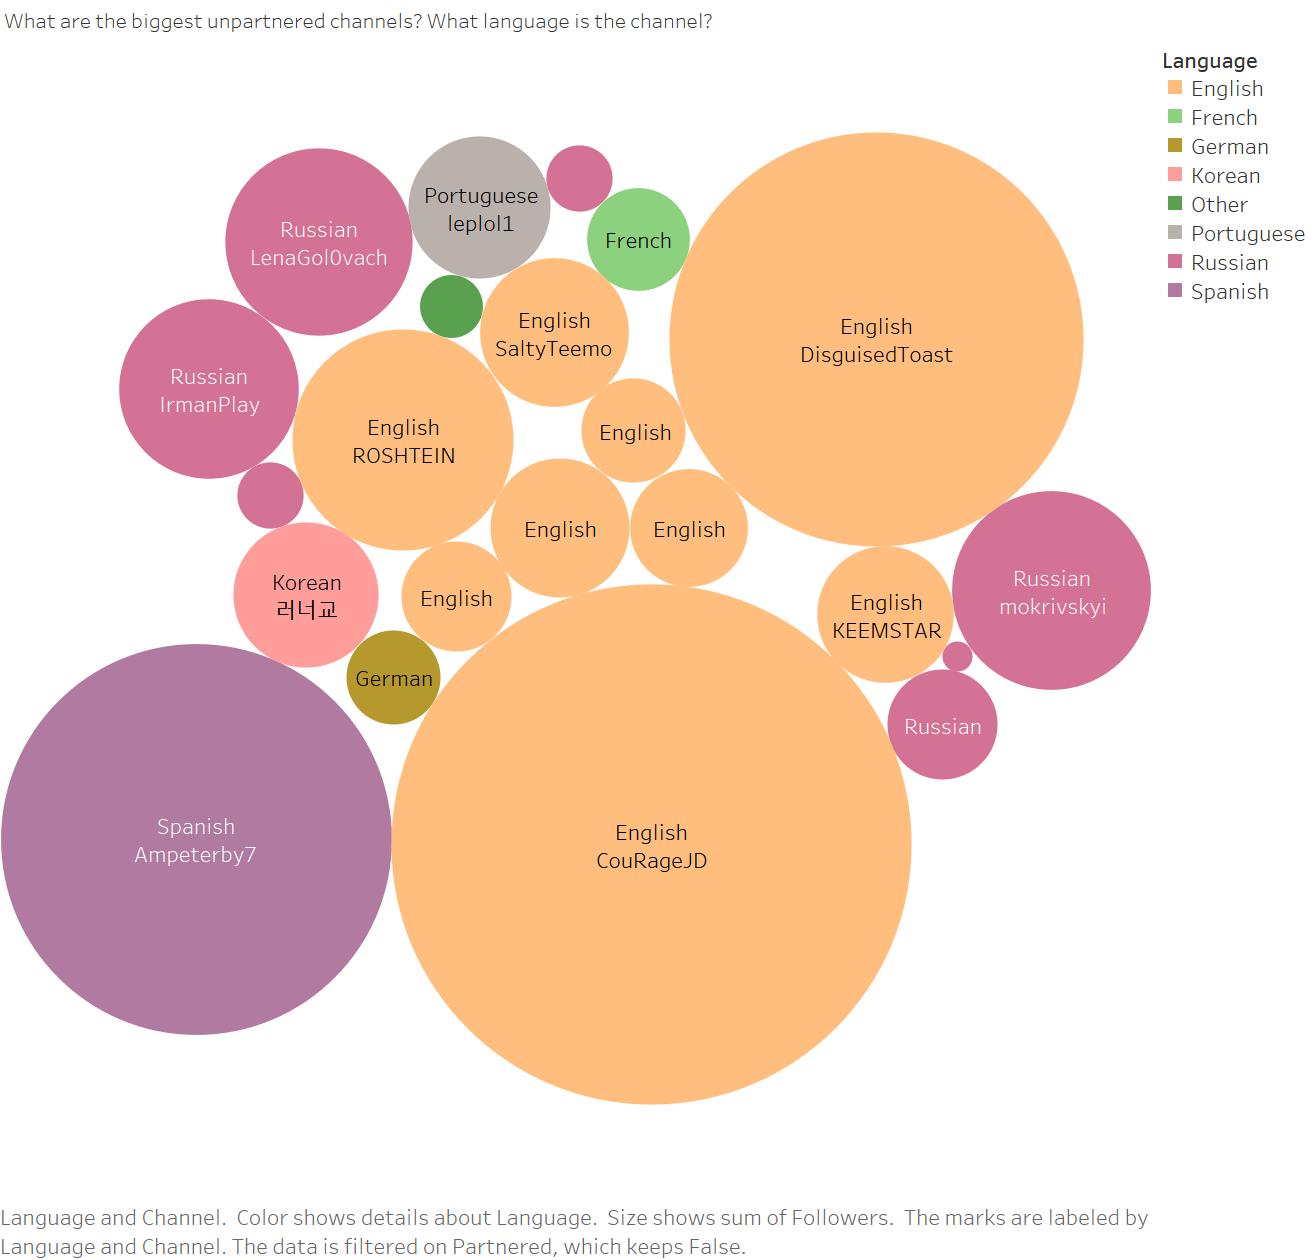 What are the biggest unpartnered channels? What language is the channel?
Language
English
French
German
Korean
Other
Portuguese
Russian
Spanish
Portuguese
leplol1
Russian
LenaGol0vach
French
English
SaltyTeemo
English
DisguisedToast
Russian
IrmanPlay
English
ROSHTEIN
English
English
English
Korean
러너교
English
Russian
mokrivskyi
English
KEEMSTAR
German
Russian
Spanish
Ampeterby7
English
CouRageJD
Language and Channel.  Color shows details about Language.  Size shows sum of Followers.  The marks are labeled by
Language and Channel. The data is filtered on Partnered, which keeps False.